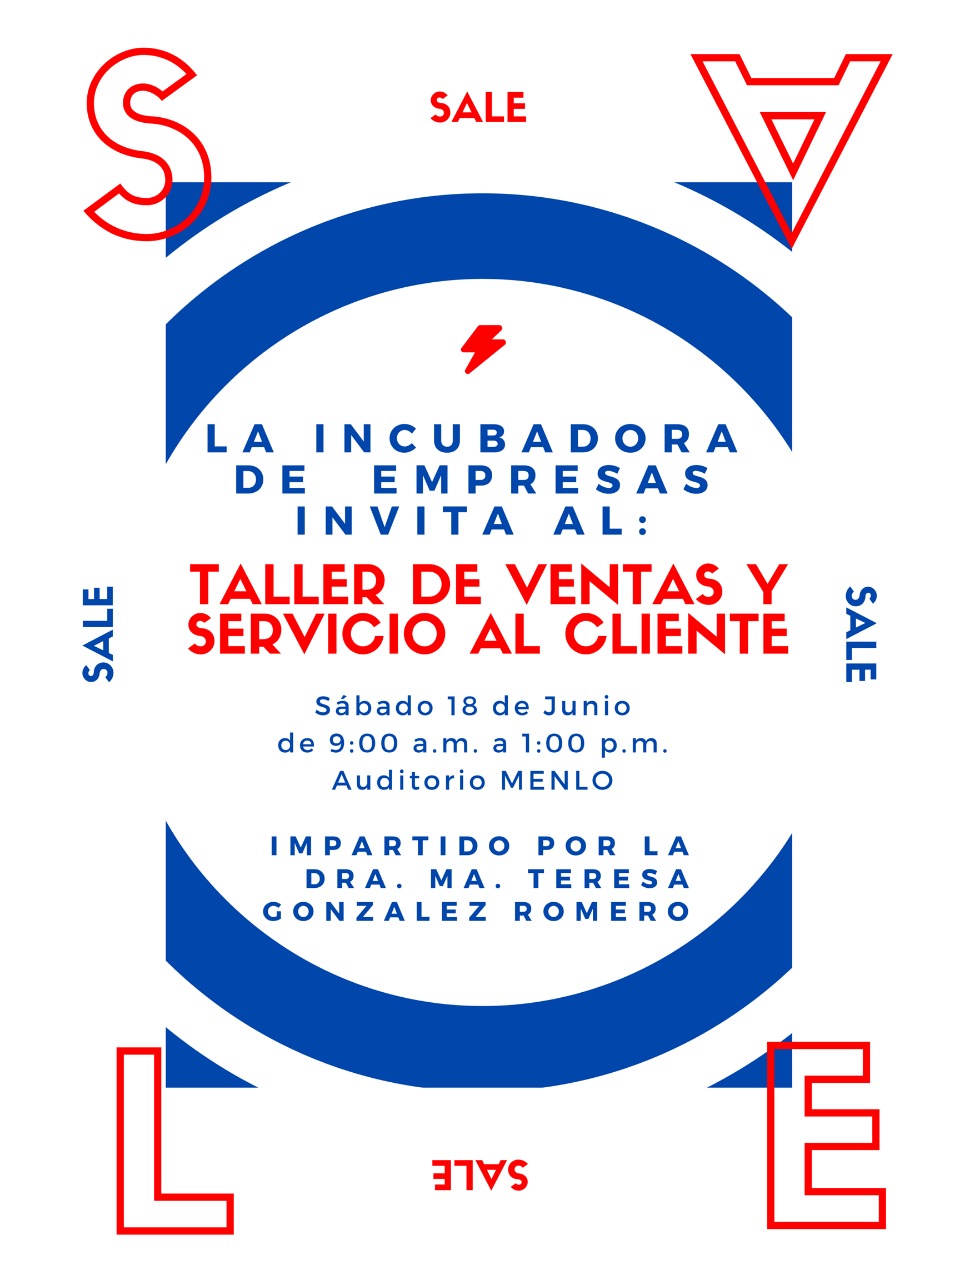 S
A
SALE
LA INCUBADORA
DE EMPRESAS
INVITA AL:
TALLER DE VENTAS Y
SERVICIO AL CLIENTE
SALE
SALE
Sábado 18 de Junio
de 9:00 a.m. a 1:00 p.m.
Auditorio MENLO
IMPARTIDO POR LA
DRA. MA. TERESA
GONZALEZ ROMERO
L
E
SALE